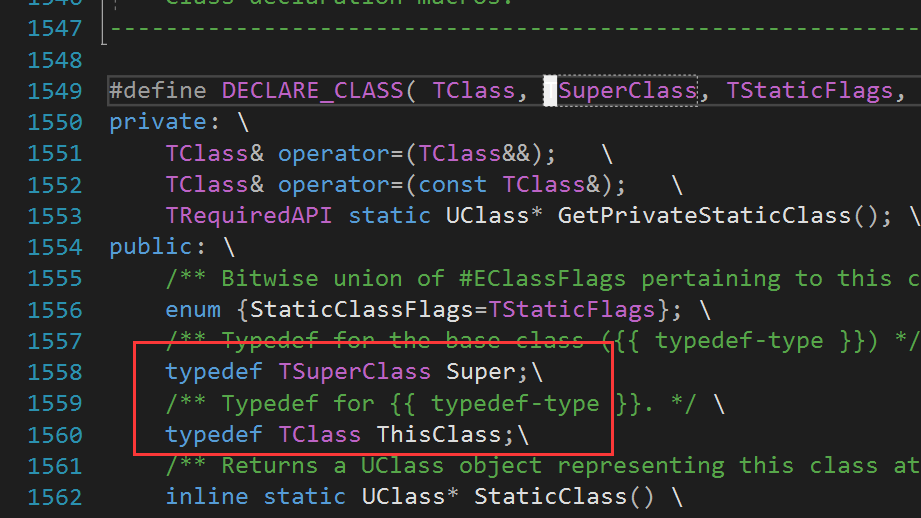 1546 Class declaration macros.
1547 -----------------------------------------------------------
1548
1549 #define DECLARE_CLASS( TClass, TSuperClass, TStaticFlags,
1550 private: \
1551 TClass& operator=(TClass&&); \
1552 TClass& operator=(const TClass&); \
1553 TRequiredAPI static UClass* GetPrivateStaticClass(); \
1554 public: \
1555 /** Bitwise union of #EClassFlags pertaining to this c
1556 enum {StaticClassFlags=TStaticFlags}; \
1557 /** Typedef for the base class ({{ typedef-type }}) */
1558 typedef TSuperClass Super;\
1559 /** Typedef for {{ typedef-type }}. */ \
1560 typedef TClass ThisClass;\
1561 /** Returns a UClass object representing this class at
1562 inline static UClass* StaticClass() \